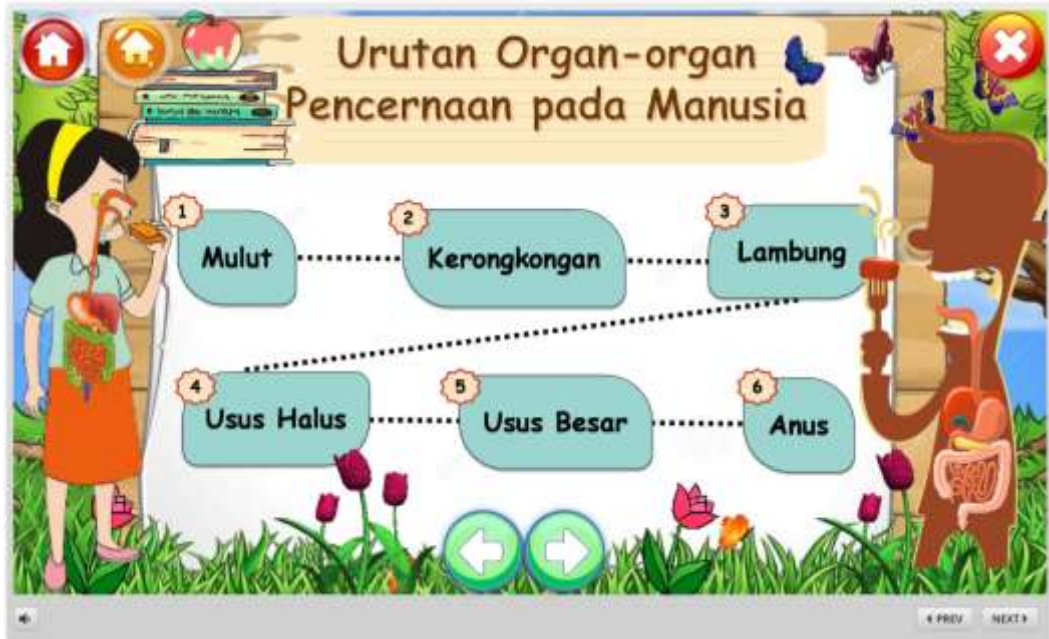 Urutan Organ-organ
Pencernaan pada Manusia
1
Mulut
2
Kerongkongan
3
Lambung
4
Usus Halus
5
Usus Besar
6
Anus
PREV
NEXT